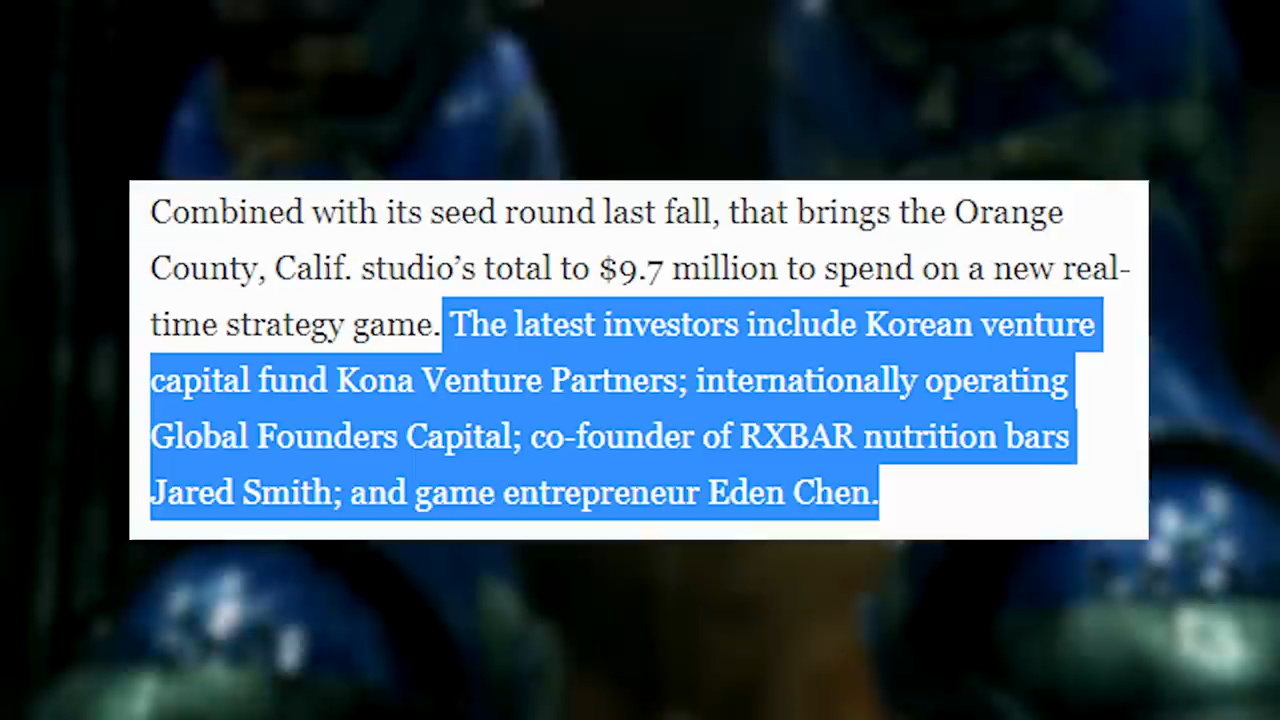 Combined with its seed round last fall, that brings the Orange
County, Calif. studio’s total to $9.7 million to spend on a new real-
time strategy game. The latest investors include Korean venture
capital fund Kona Venture Partners; internationally operating
Global Founders Capital; co-founder of RXBAR nutrition bars
Jared Smith; and game entrepreneur Eden Chen.